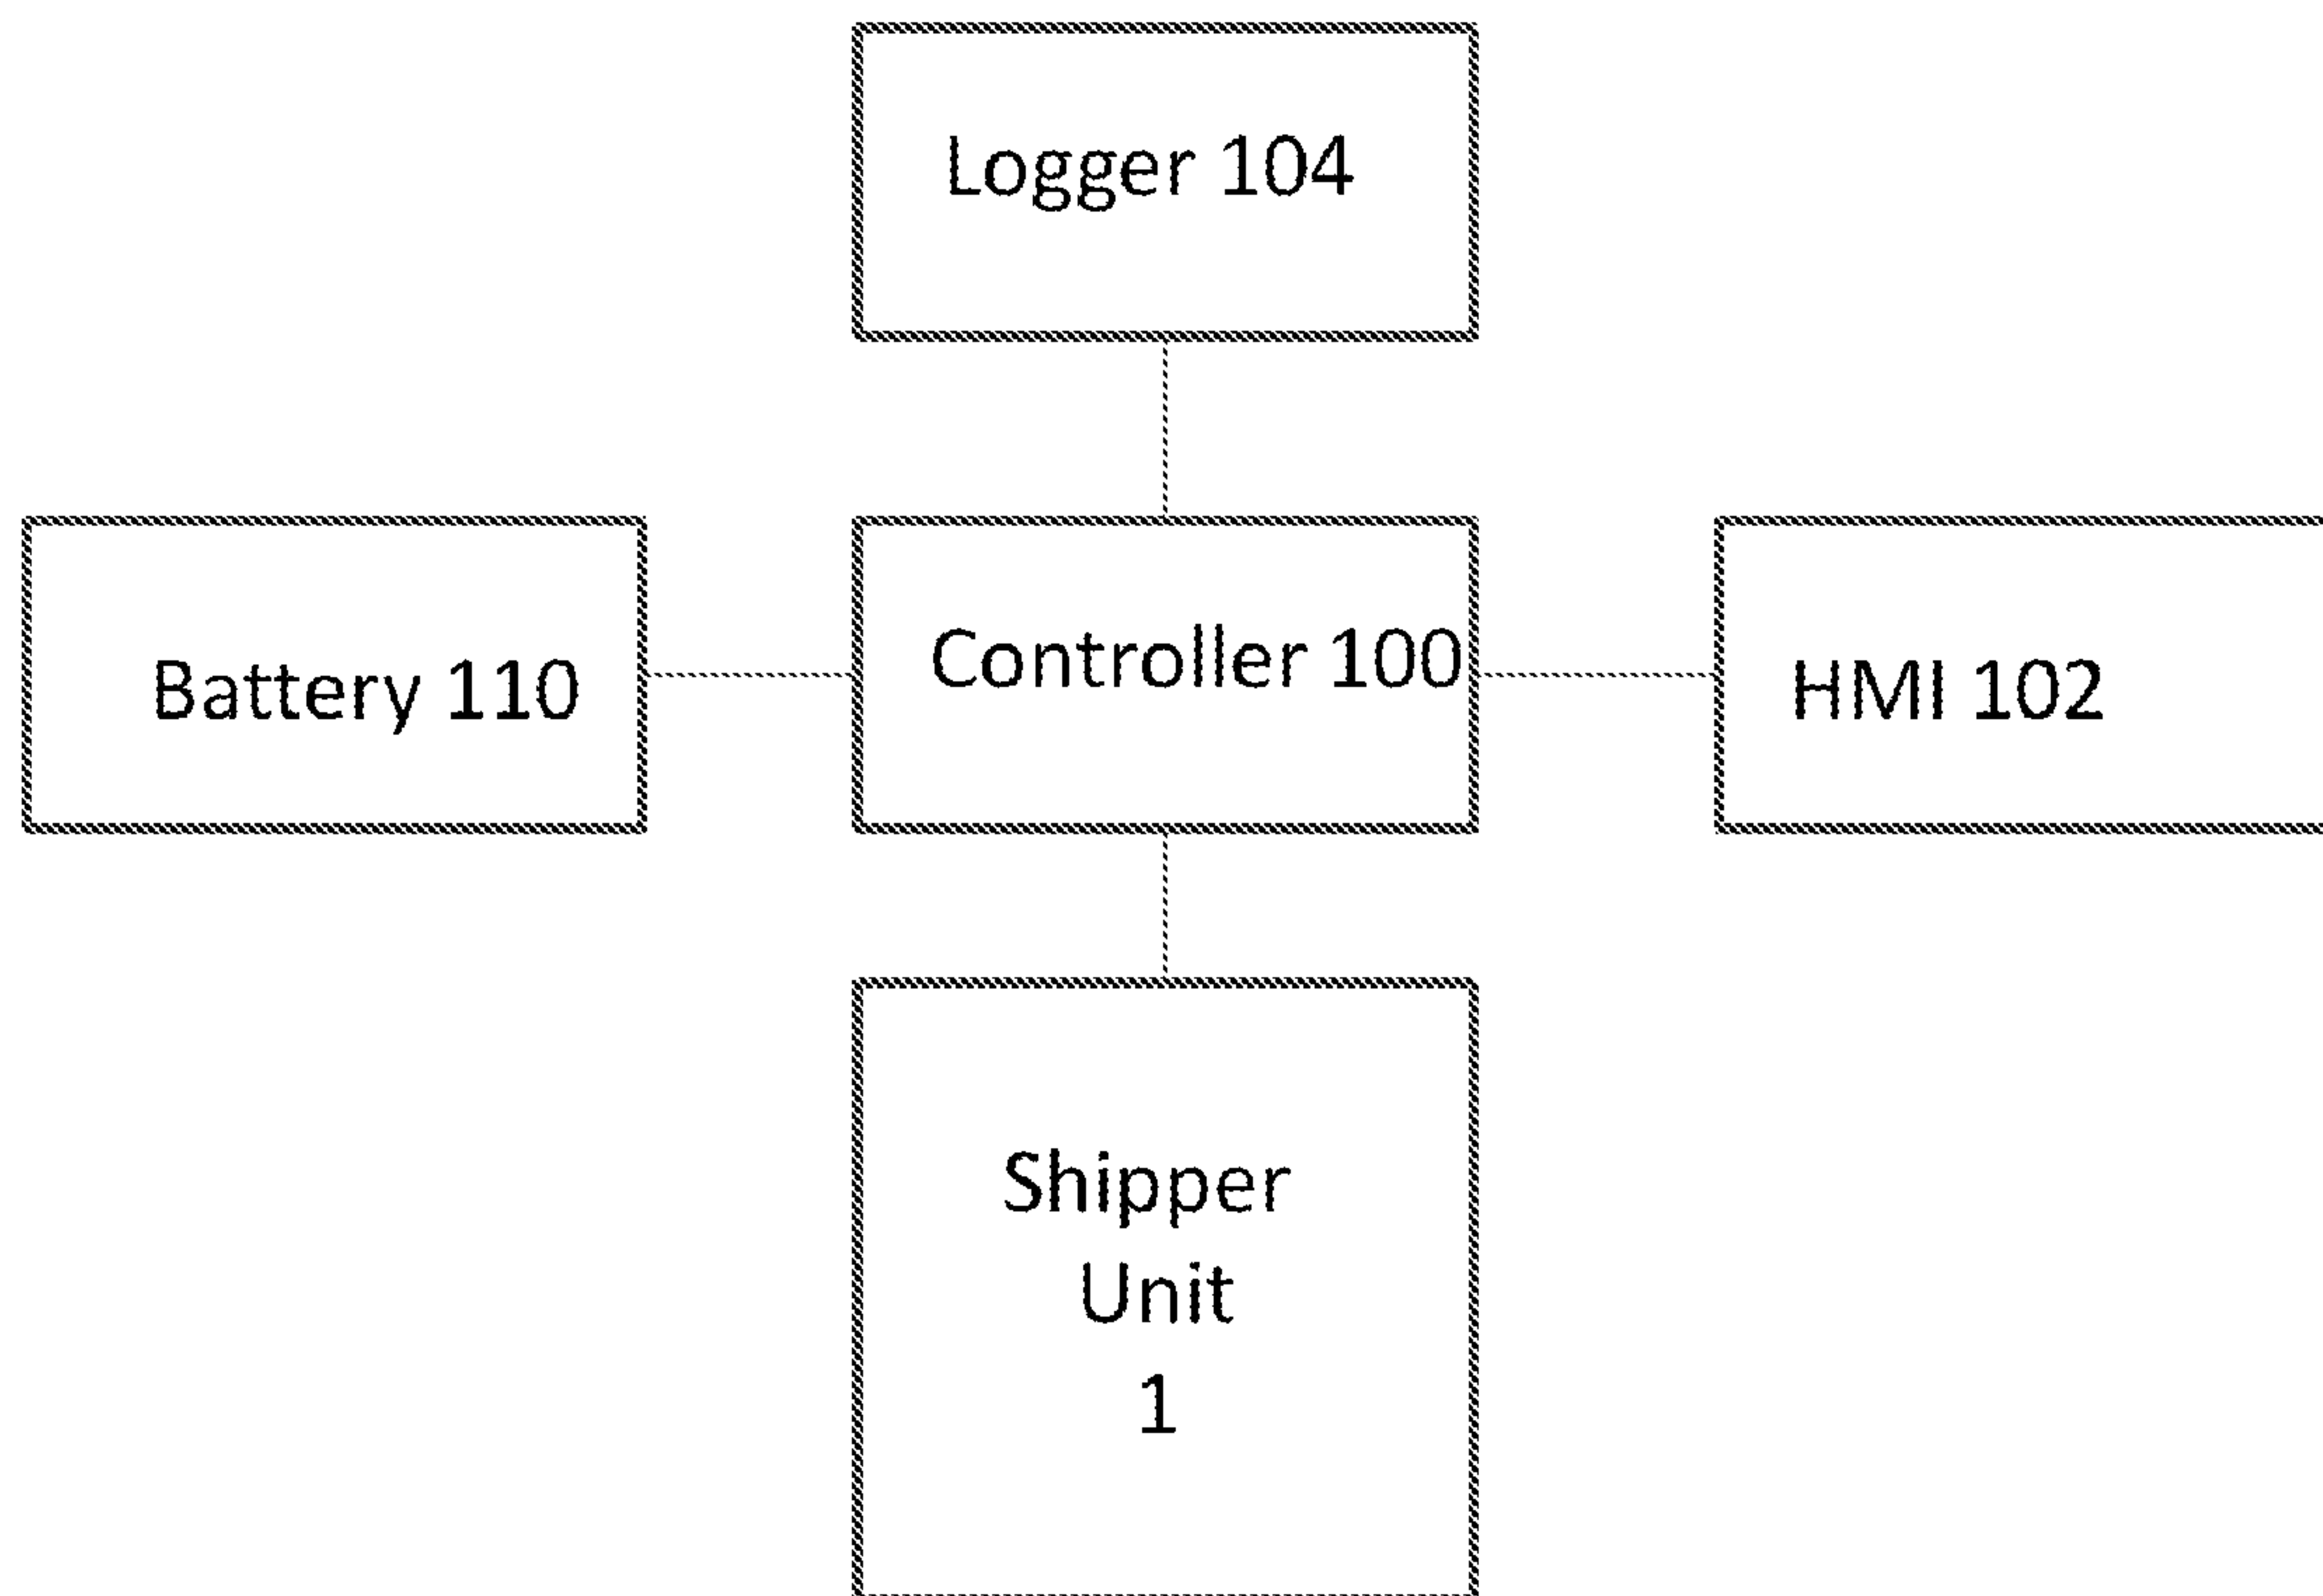 Logger 104
Battery 110
Controller 100
HMI 102
Shipper
Unit
1